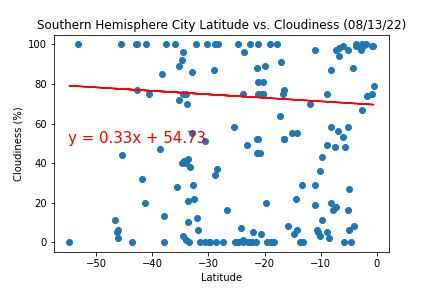 Southern Hemisphere City Latitude vs. Cloudiness (08/13/22)
100
80
60
y = 0.33x + 54.73
40
20
0
Cloudiness (%)
−50 −40 −30 −20 −10 0
Latitude